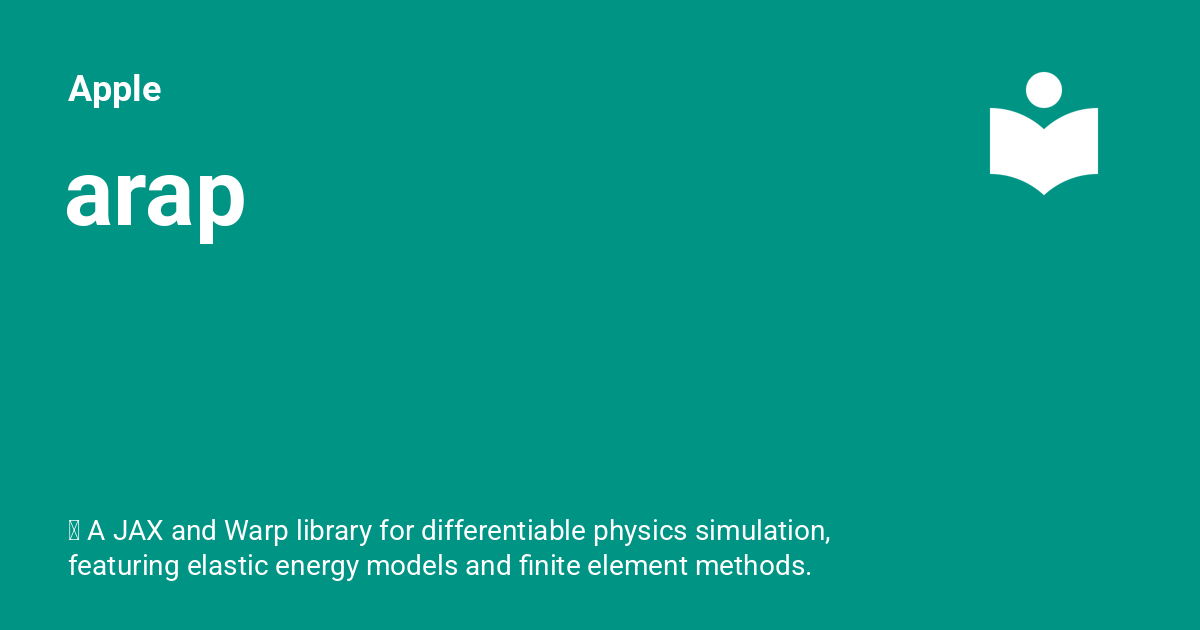 Apple
arap
A JAX and Warp library for differentiable physics simulation,
featuring elastic energy models and finite element methods.